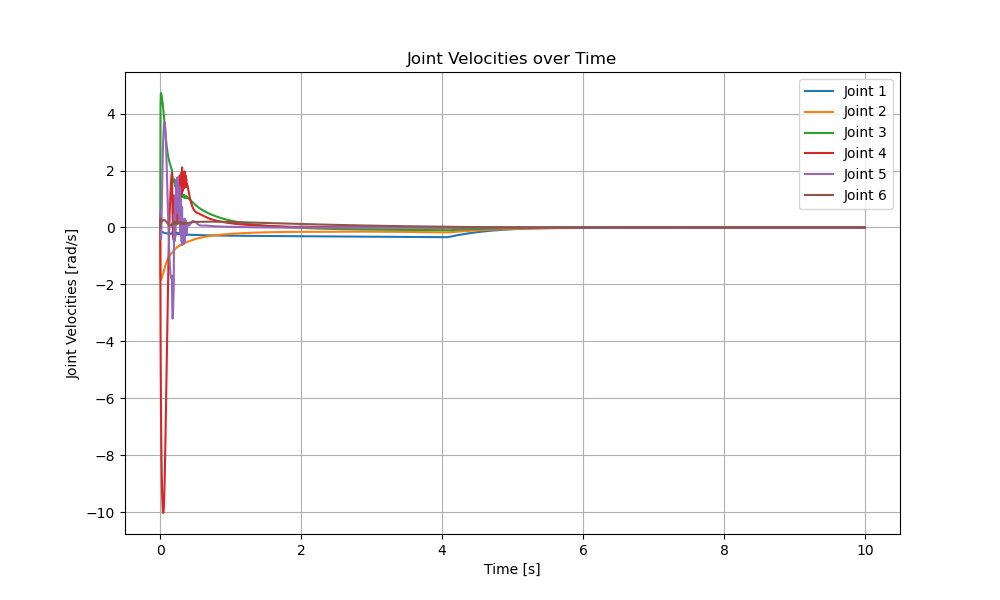 Joint Velocities over Time
Joint Velocities [rad/s]
4
2
0
−2
−4
−6
−8
−10
Joint 1
Joint 2
Joint 3
Joint 4
Joint 5
Joint 6
0 2 4 6 8 10
Time [s]